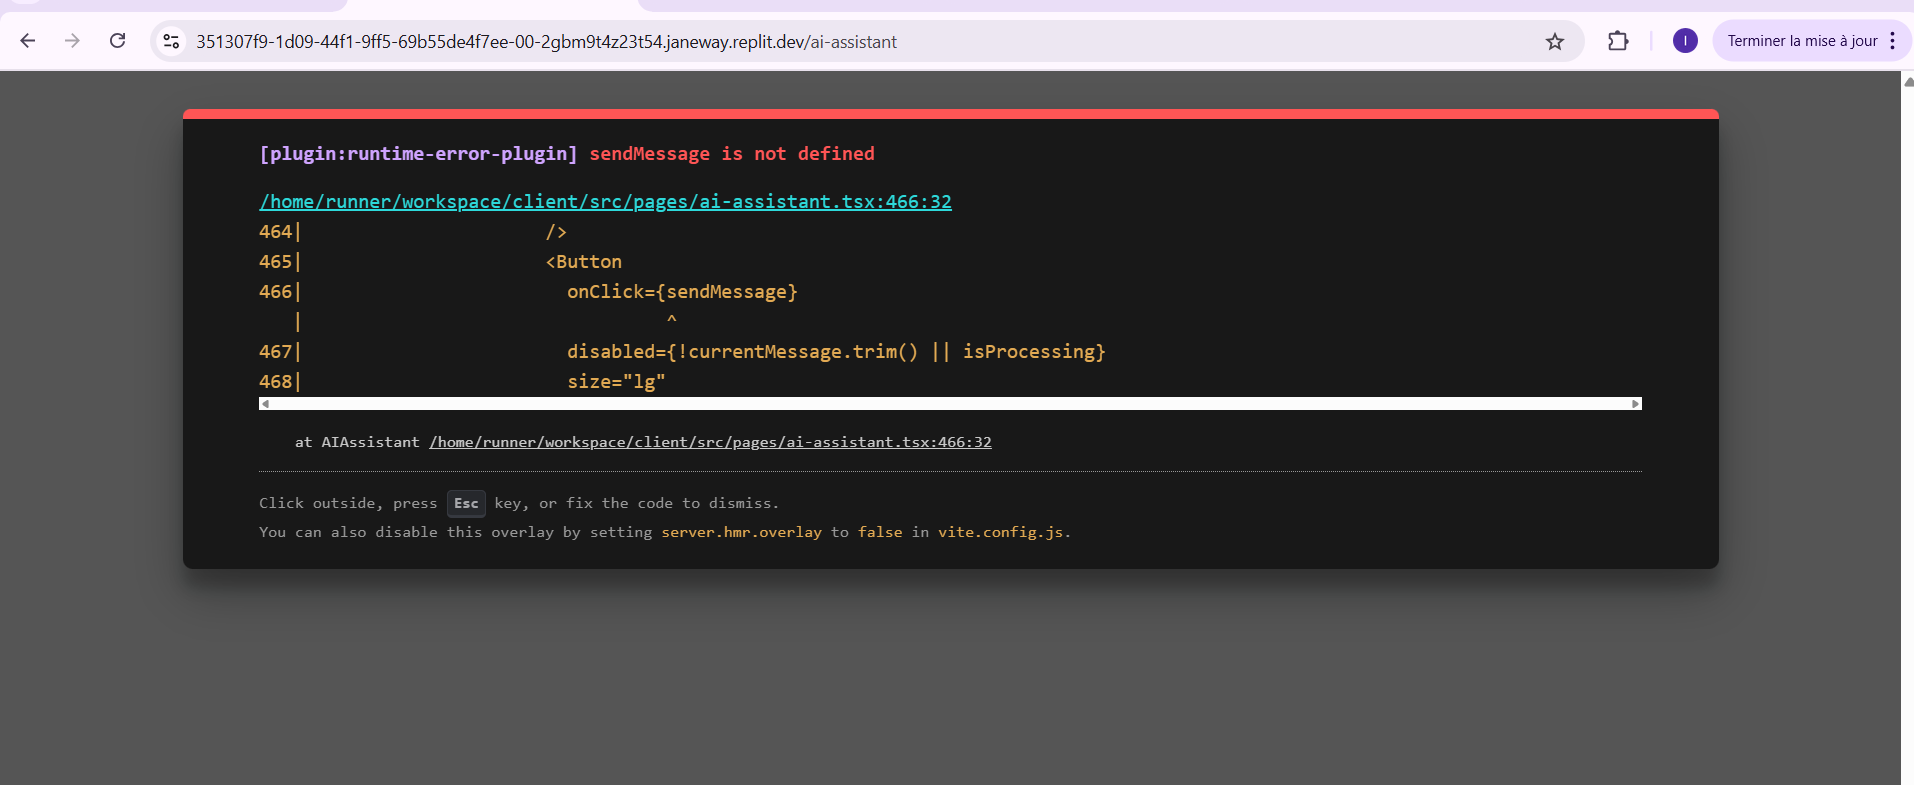 351307f9-1d09-44f1-9ff5-69b55de4f7ee-00-2gbm9t4z23t54.janeway.replit.dev/ai-assistant
I
Terminer la mise à jour
[plugin:runtime-error-plugin] sendMessage is not defined
/home/runner/workspace/client/src/pages/ai-assistant.tsx:466:32
464|                       />
465|                       <Button
466|                         onClick={sendMessage}
   |                                  ^
467|                         disabled={!currentMessage.trim() || isProcessing}
468|                         size="lg"
at AIAssistant /home/runner/workspace/client/src/pages/ai-assistant.tsx:466:32
Click outside, press Esc key, or fix the code to dismiss.
You can also disable this overlay by setting server.hmr.overlay to false in vite.config.js.